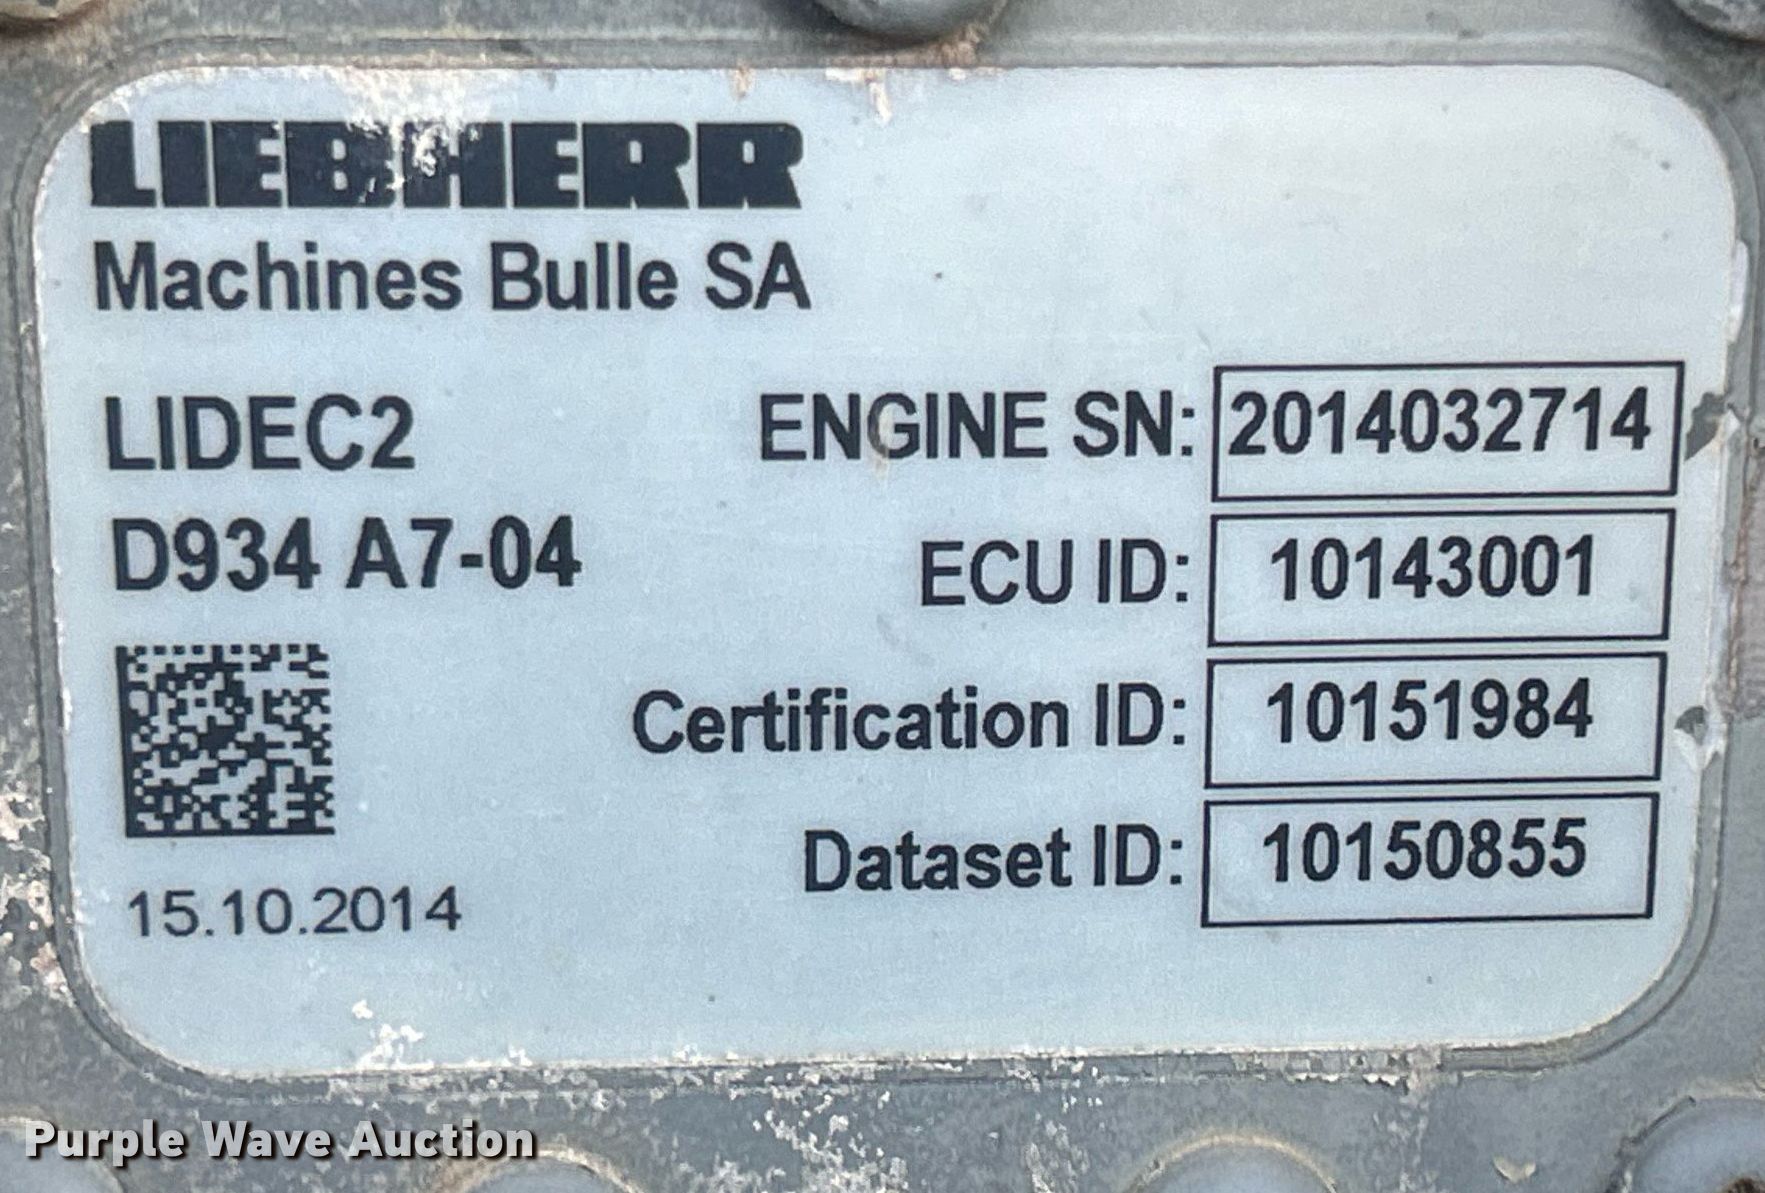 LIEBHERR
Machines Bulle SA
LIDEC2
D934 A7-04
ENGINE SN: 2014032714
ECU ID: 10143001
Certification ID: 10151984
Dataset ID: 10150855
15.10.2014
Purple Wave Auction